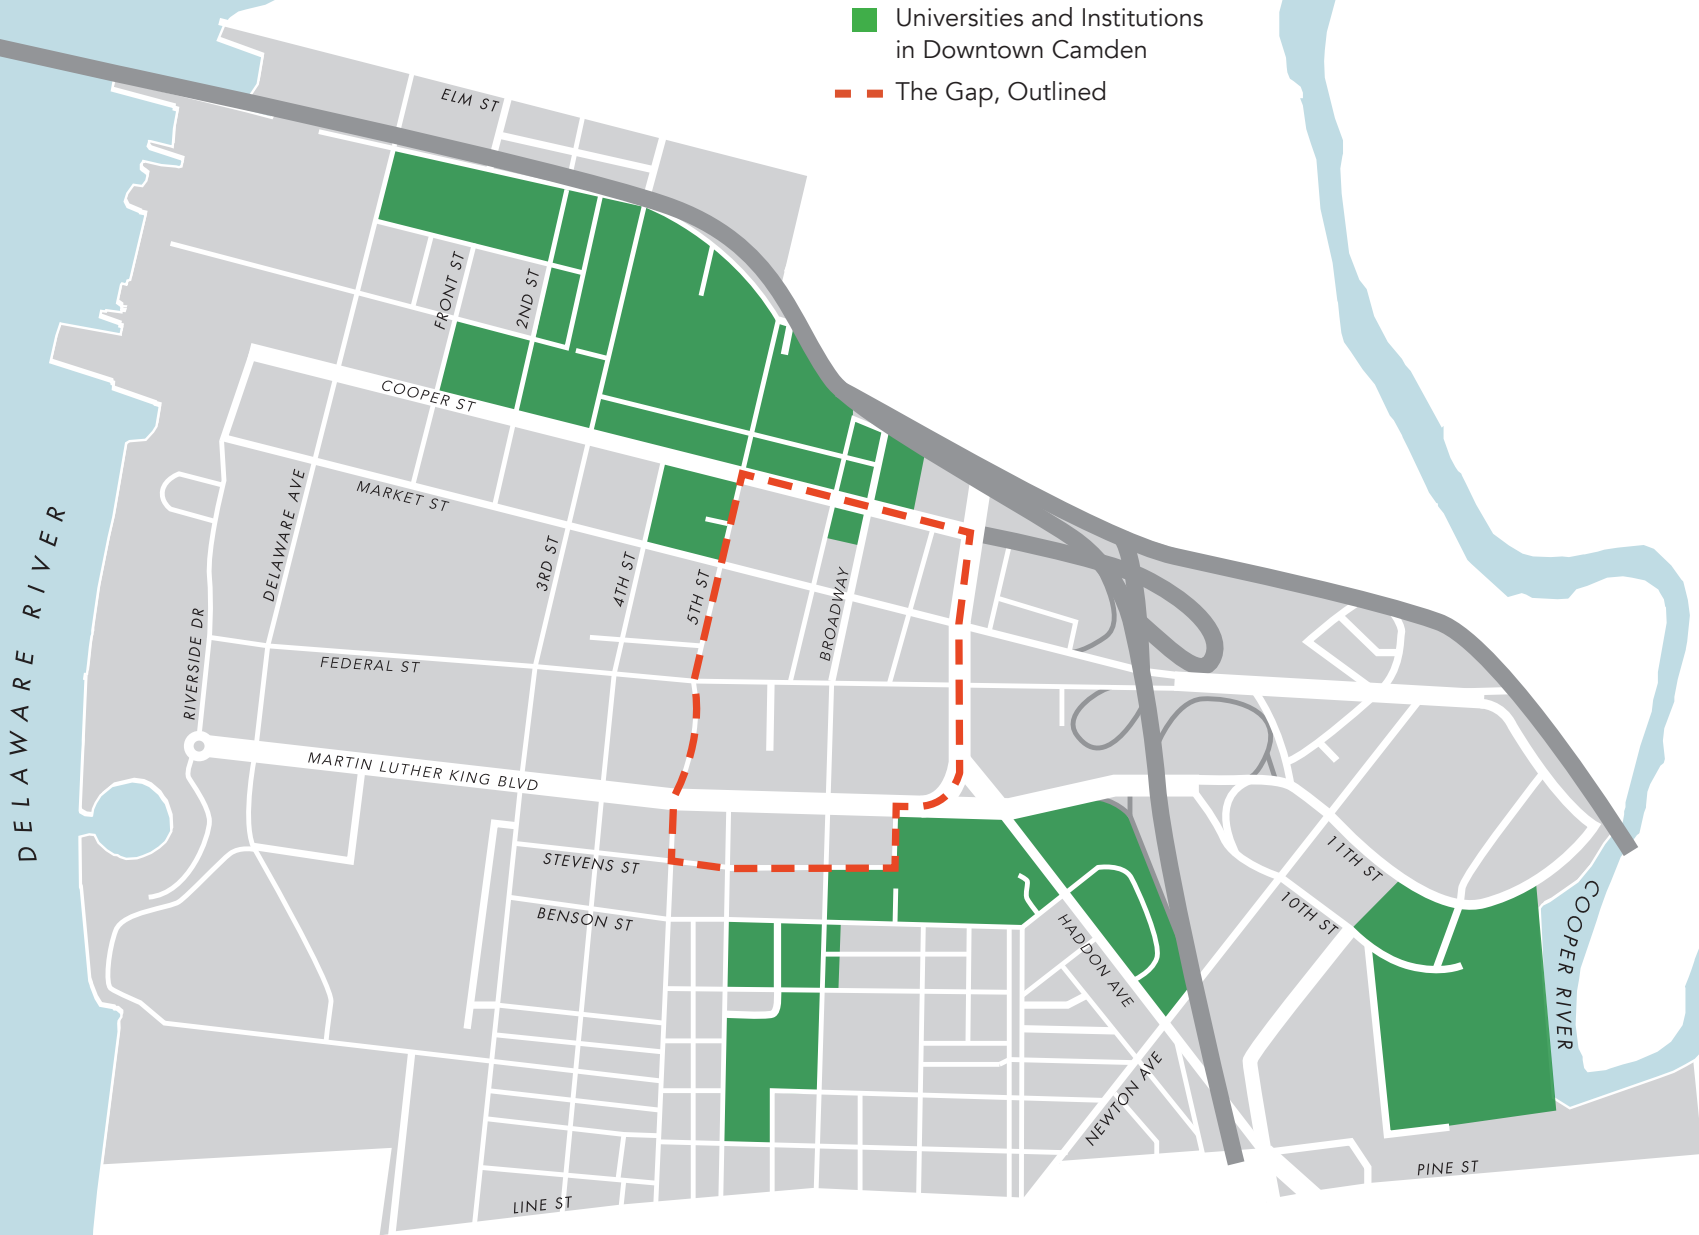 Universities and Institutions
in Downtown Camden
The Gap, Outlined
ELM ST
FRONT ST
2ND ST
COOPER ST
MARKET ST
DELAWARE AVE
3RD ST
4TH ST
5TH ST
BROADWAY
DELAWARE RIVER
RIVERSIDE DR
FEDERAL ST
MARTIN LUTHER KING BLVD
STEVENS ST
BENSON ST
11TH ST
10TH ST
HADDON AVE
COOPER RIVER
NEWTON AVE
PINE ST
LINE ST